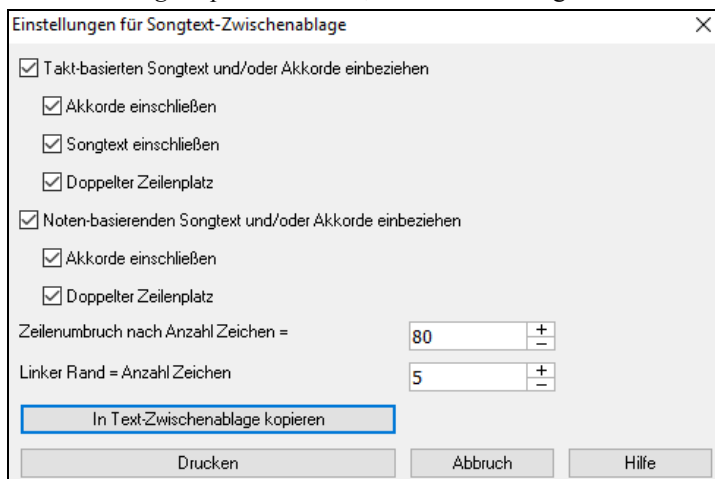 Einstellungen für Songtext-Zwischenablage
Takt-basierten Songtext und/oder Akkorde einbeziehen
Akkorde einschließen
Songtext einschließen
Doppelter Zeilenplatz
Noten-basierenden Songtext und/oder Akkorde einbeziehen
Akkorde einschließen
Doppelter Zeilenplatz
Zeilenumbruch nach Anzahl Zeichen = 80
Linker Rand = Anzahl Zeichen 5
In Text-Zwischenablage kopieren
Drucken Abbruch Hilfe